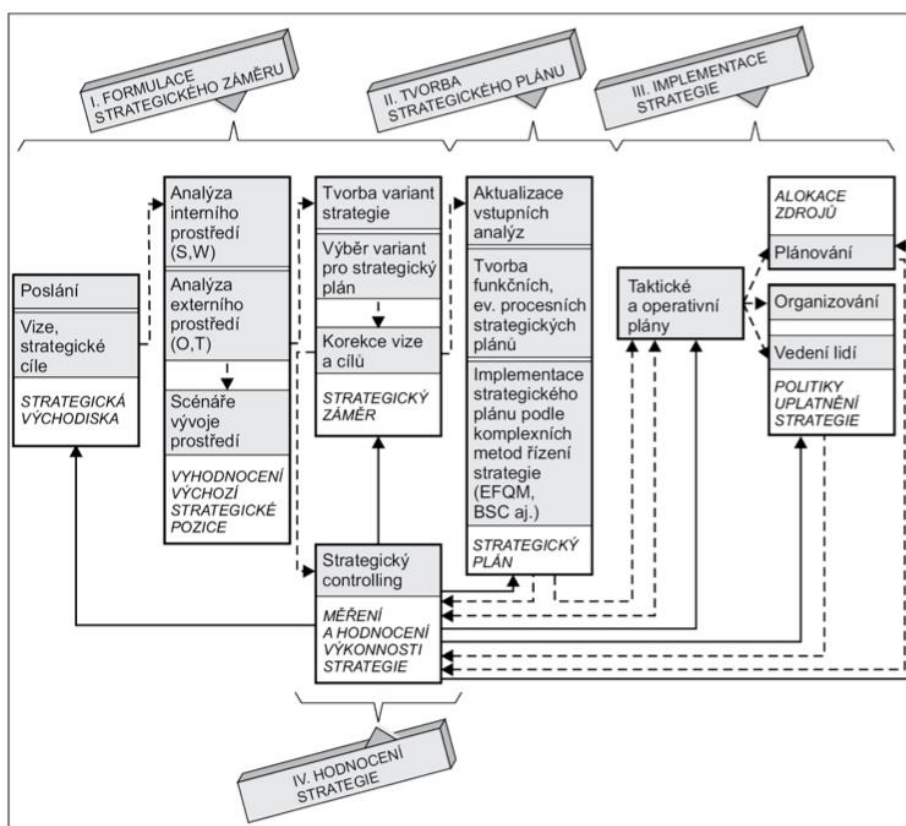 I. FORMULACE
STRATEGICKÉHO ZÁMĚRU
II. TVORBA
STRATEGICKÉHO PLÁNU
III. IMPLEMENTACE
STRATEGIE
Poslání
Vize,
strategické
cíle
STRATEGICKÁ
VÝCHODISKA
Analýza
interního
prostředí
(S,W)
Analýza
externího
prostředí
(O,T)
Scénáře
vývoje
prostředí
VYHODNOCENÍ
VÝCHOZÍ
STRATEGICKÉ
POZICE
Tvorba variant
strategie
Výběr variant
pro strategický
plán
Korekce vize
a cílů
STRATEGICKÝ
ZÁMĚR
Aktualizace
vstupních
analýz
Tvorba
funkčních,
ev. procesních
strategických
plánů
Implementace
strategického
plánu podle
komplexních
metod řízení
strategie
(EFQM,
BSC aj.)
STRATEGICKÝ
PLÁN
Taktické
a operativní
plány
ALOKACE
ZDROJŮ
Plánování
Organizování
Vedení lidí
POLITIKY
UPLATNĚNÍ
STRATEGIE
Strategický
controlling
MĚŘENÍ
A HODNOCENÍ
VÝKONNOSTI
STRATEGIE
IV. HODNOCENÍ
STRATEGIE